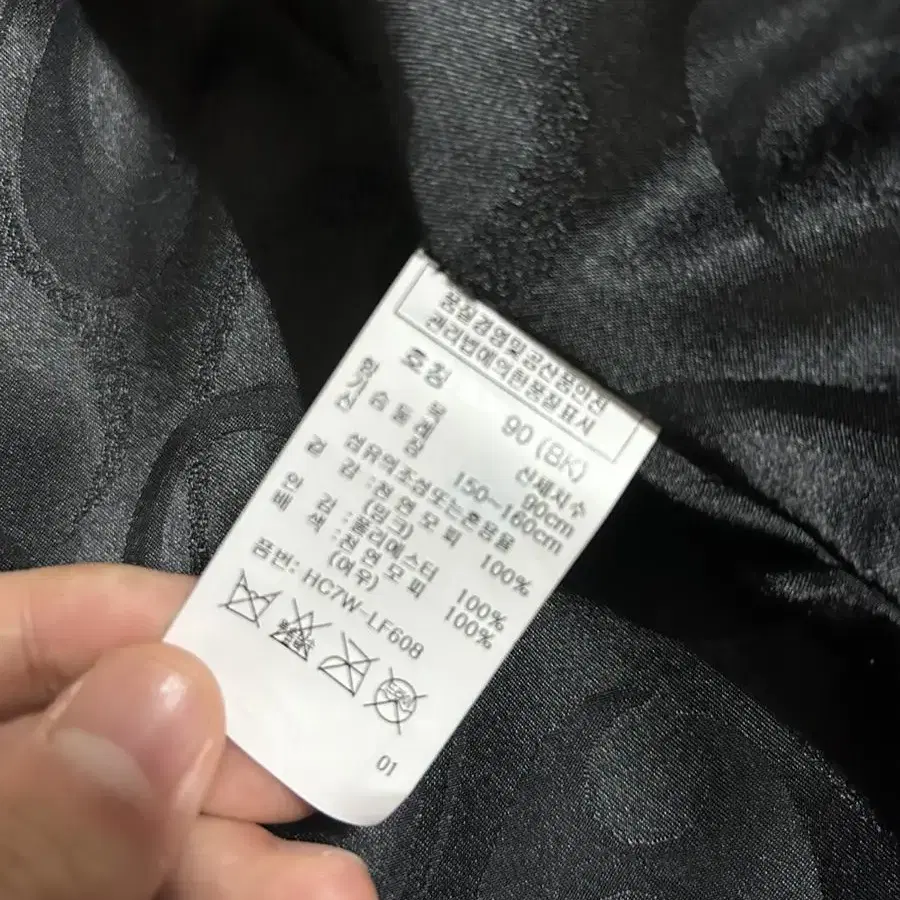 품질경영및공산품안전
관리법에의한품질표시
호칭 90 (BK)
신체치수
가슴둘레 90cm
신장 150~160cm
섬유의조성또는혼용율
겉감 : 천연모피 100%
(밍크)
안감 : 폴리에스터 100%
배색 : 천연모피 100%
(여우)
품번: HC7W-LF608
드라이
01